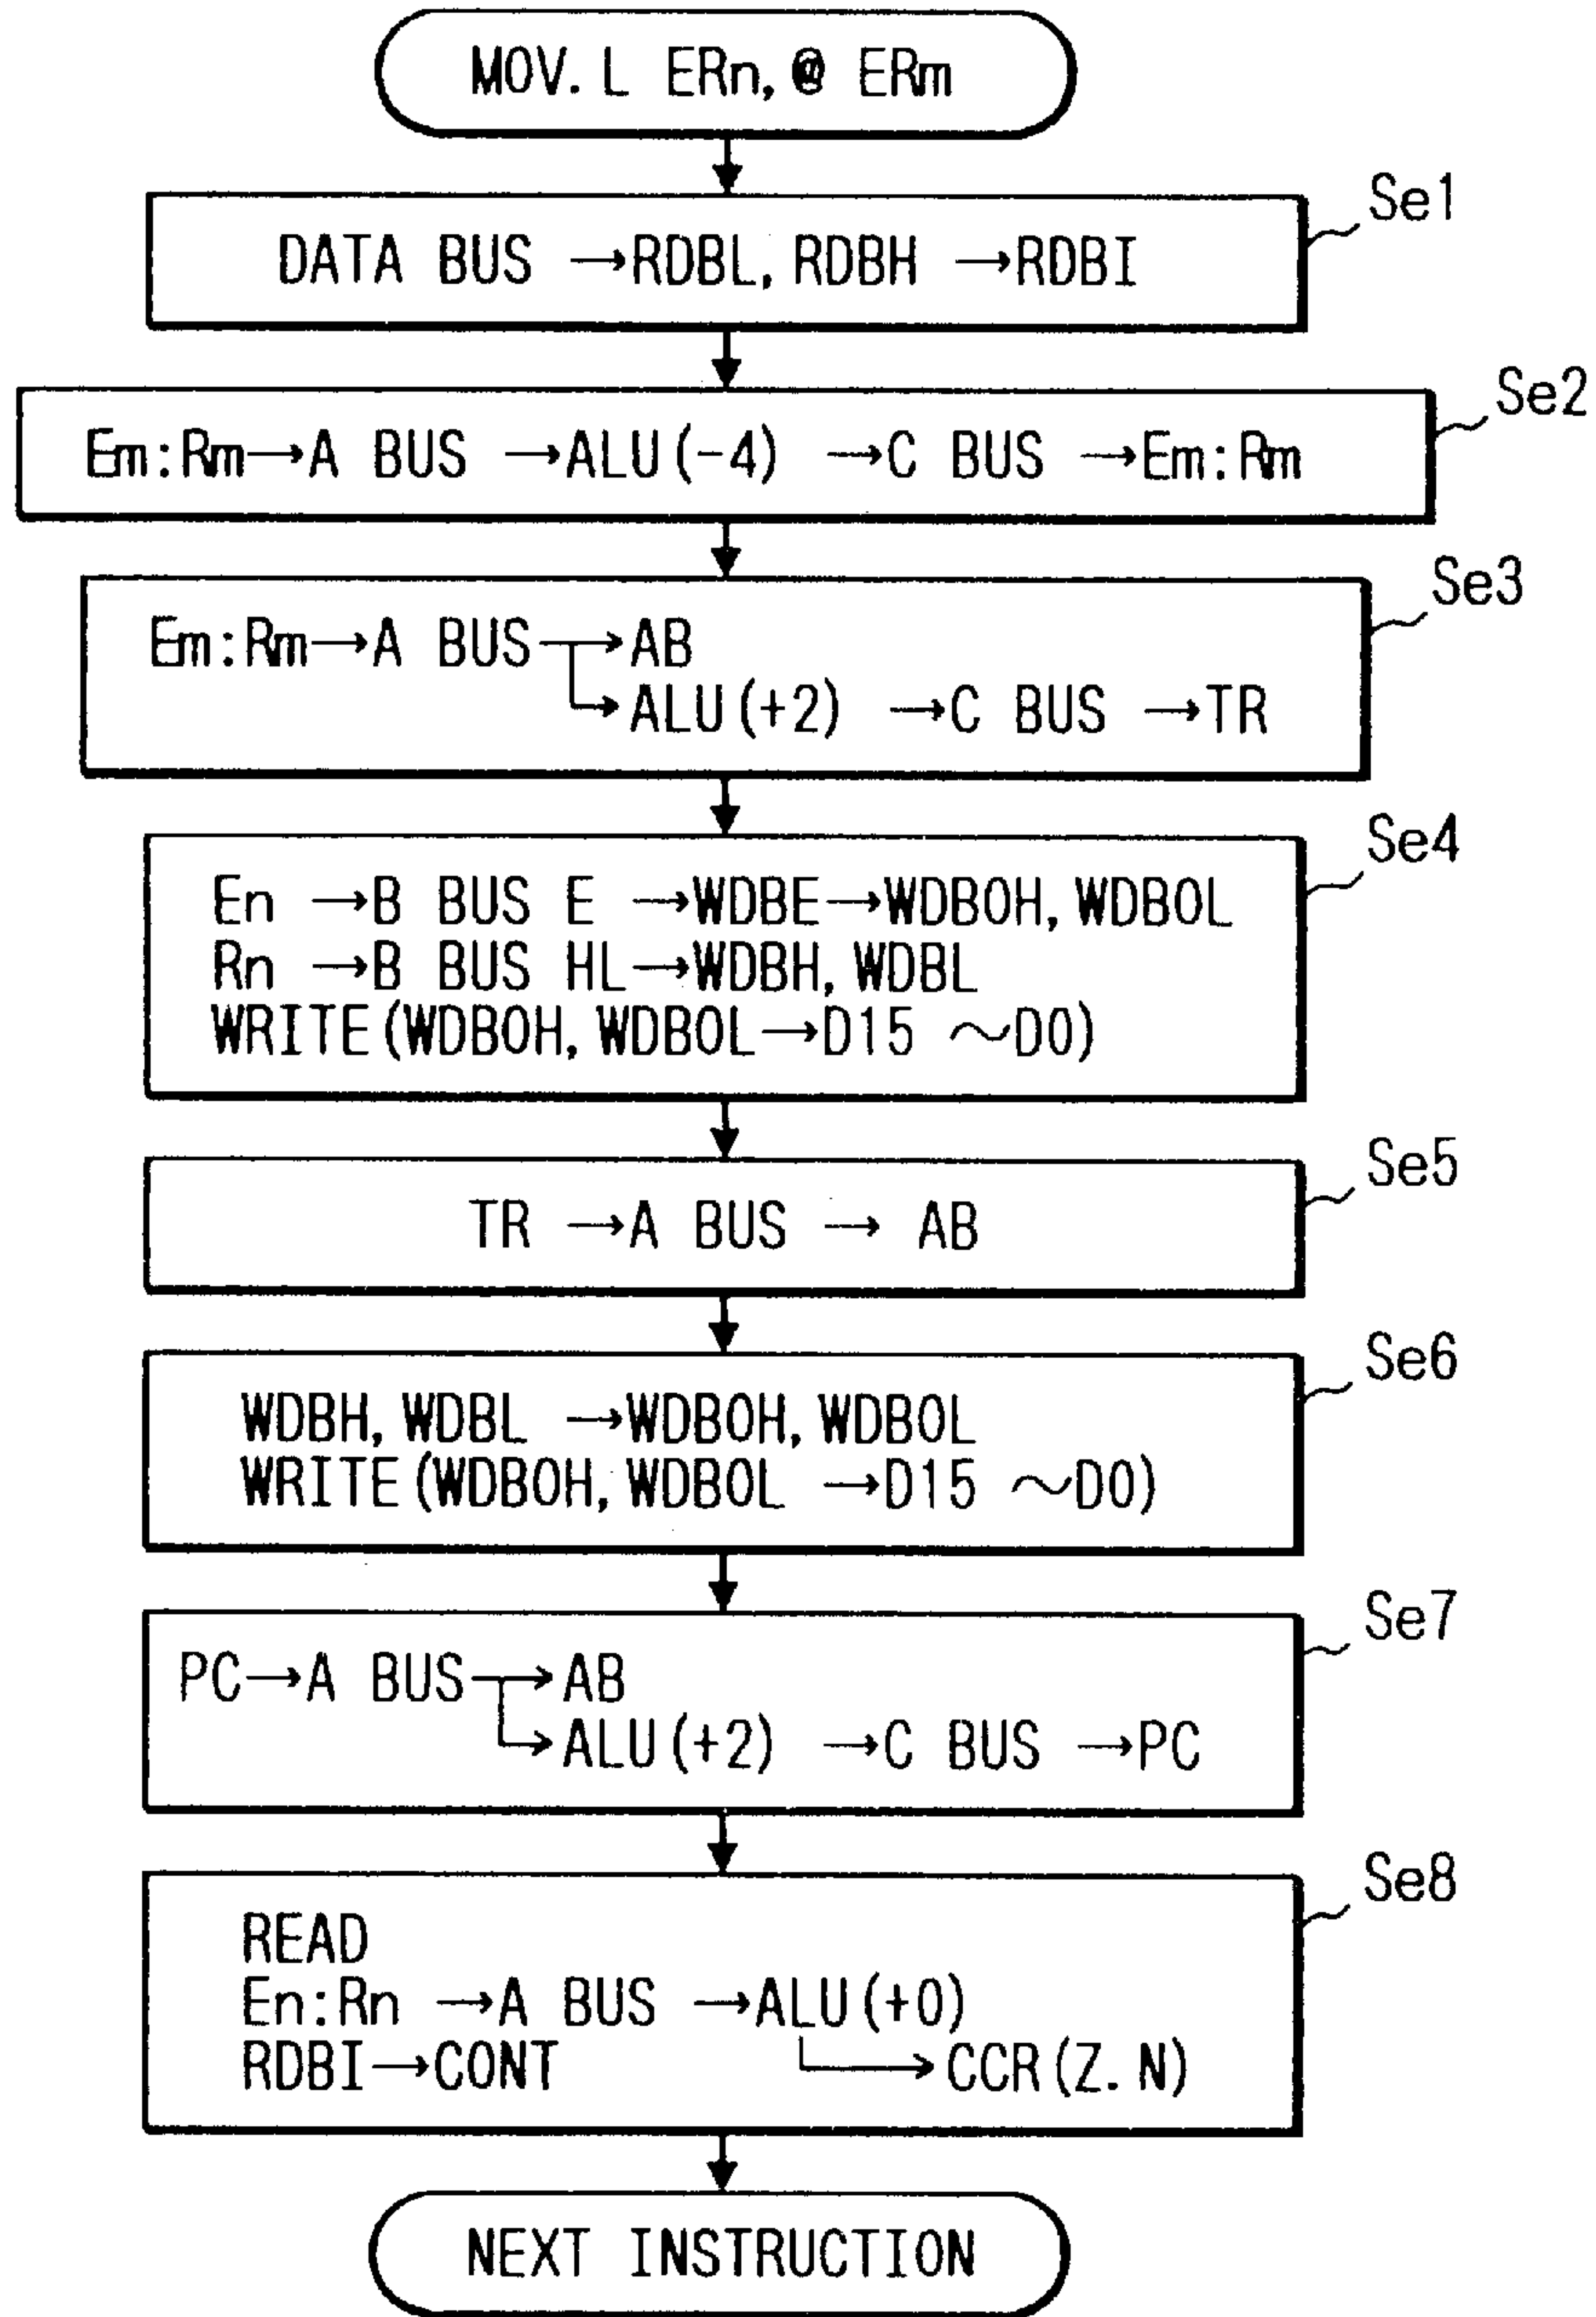 MOV. L ERn, @ ERm
Se1
DATA BUS →RDBL, RDBH →RDBI
Se2
Em:Rm→A BUS →ALU(-4) →C BUS →Em:Rm
Se3
Em:Rm→A BUS→AB
→ALU(+2) →C BUS →TR
Se4
En →B BUS E →WDBE→WDBOH, WDBOL
Rn →B BUS HL→WDBH, WDBL
WRITE(WDBOH, WDBOL→D15 ~D0)
Se5
TR →A BUS → AB
Se6
WDBH, WDBL →WDBOH, WDBOL
WRITE(WDBOH, WDBOL →D15 ~D0)
Se7
PC→A BUS→AB
→ALU(+2) →C BUS →PC
Se8
READ
En:Rn →A BUS →ALU(+0)
RDBI→CONT →CCR(Z. N)
NEXT INSTRUCTION